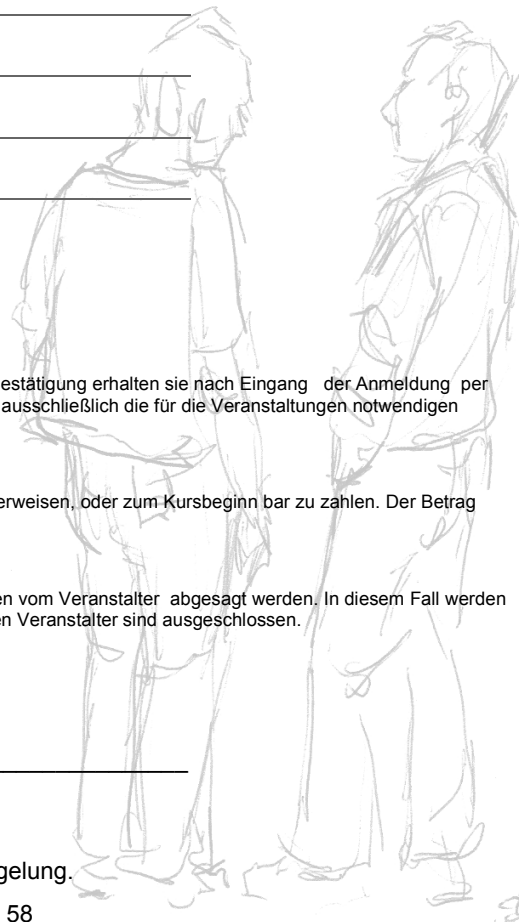 estätigung erhalten sie nach Eingang der Anmeldung per
ausschließlich die für die Veranstaltungen notwendigen
erweisen, oder zum Kursbeginn bar zu zahlen. Der Betrag
en vom Veranstalter abgesagt werden. In diesem Fall werden
en Veranstalter sind ausgeschlossen.
gelung.
58